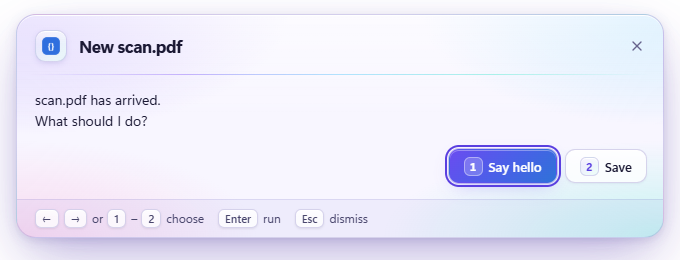 New scan.pdf
scan.pdf has arrived.
What should I do?
1 Say hello 2 Save
← → or 1 – 2 choose Enter run Esc dismiss